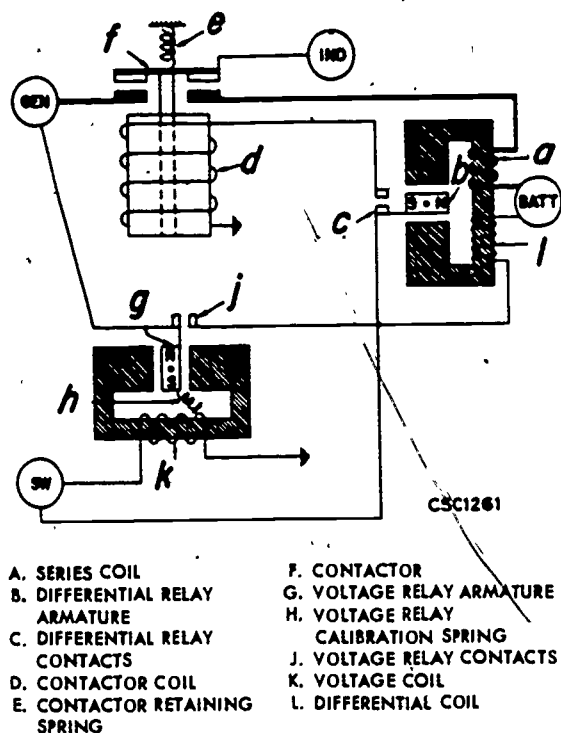 e
f
IND
GEN
d
a
b
c
BATT
l
g
j
h
k
SW
CSC1261
A. SERIES COIL
B. DIFFERENTIAL RELAY
ARMATURE
C. DIFFERENTIAL RELAY
CONTACTS
D. CONTACTOR COIL
E. CONTACTOR RETAINING
SPRING
F. CONTACTOR
G. VOLTAGE RELAY ARMATURE
H. VOLTAGE RELAY
CALIBRATION SPRING
J. VOLTAGE RELAY CONTACTS
K. VOLTAGE COIL
L. DIFFERENTIAL COIL